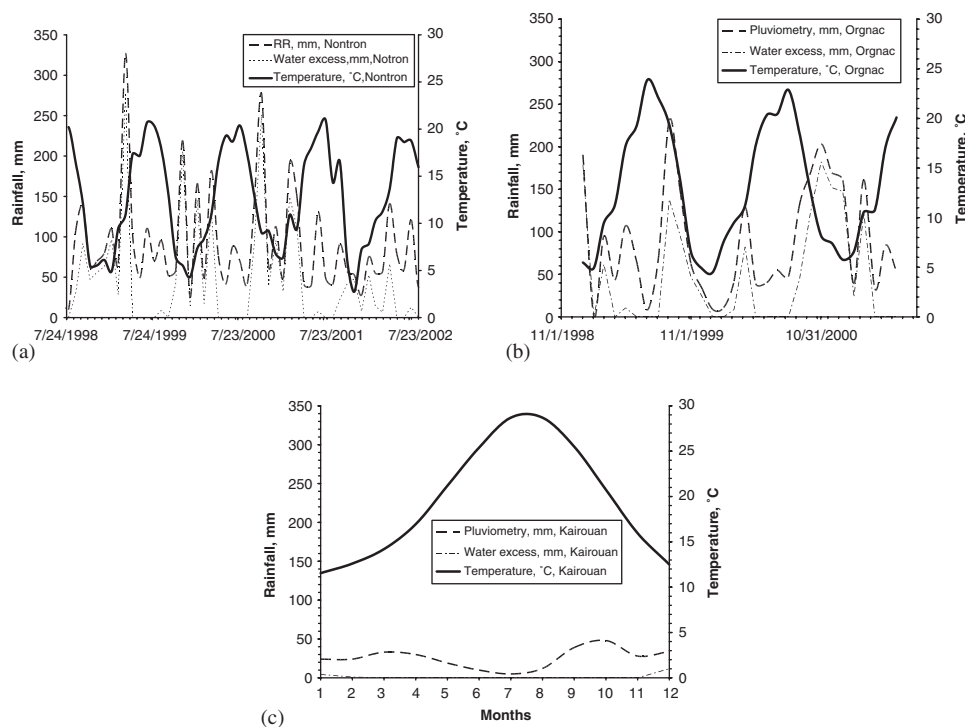 350
300
250
200
150
100
50
0
Rainfall, mm
RR, mm, Nontron
Water excess,mm,Notron
Temperature, ˚C,Nontron
30
25
20
15
10
5
0
Temperature, ˚C
7/24/1998 7/24/1999 7/23/2000 7/23/2001 7/23/2002
(a)
350
300
250
200
150
100
50
0
Rainfall, mm
Pluviometry, mm, Orgnac
Water excess, mm, Orgnac
Temperature, ˚C, Orgnac
30
25
20
15
10
5
0
Temperature, ˚C
11/1/1998 11/1/1999 10/31/2000
(b)
350
300
250
200
150
100
50
0
Rainfall, mm
Pluviometry, mm, Kairouan
Water excess, mm, Kairouan
Temperature, ˚C, Kairouan
30
25
20
15
10
5
0
Temperature, ˚C
1 2 3 4 5 6 7 8 9 10 11 12
Months
(c)